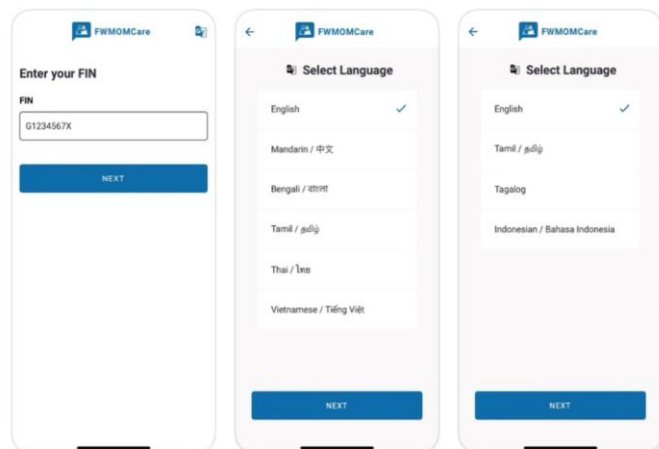 FWMOMCare
Enter your FIN
FIN
G1234567X
NEXT
FWMOMCare
Select Language
English
Mandarin / 中文
Bengali / বাংলা
Tamil / தமிழ்
Thai / ไทย
Vietnamese / Tiếng Việt
NEXT
FWMOMCare
Select Language
English
Tamil / தமிழ்
Tagalog
Indonesian / Bahasa Indonesia
NEXT